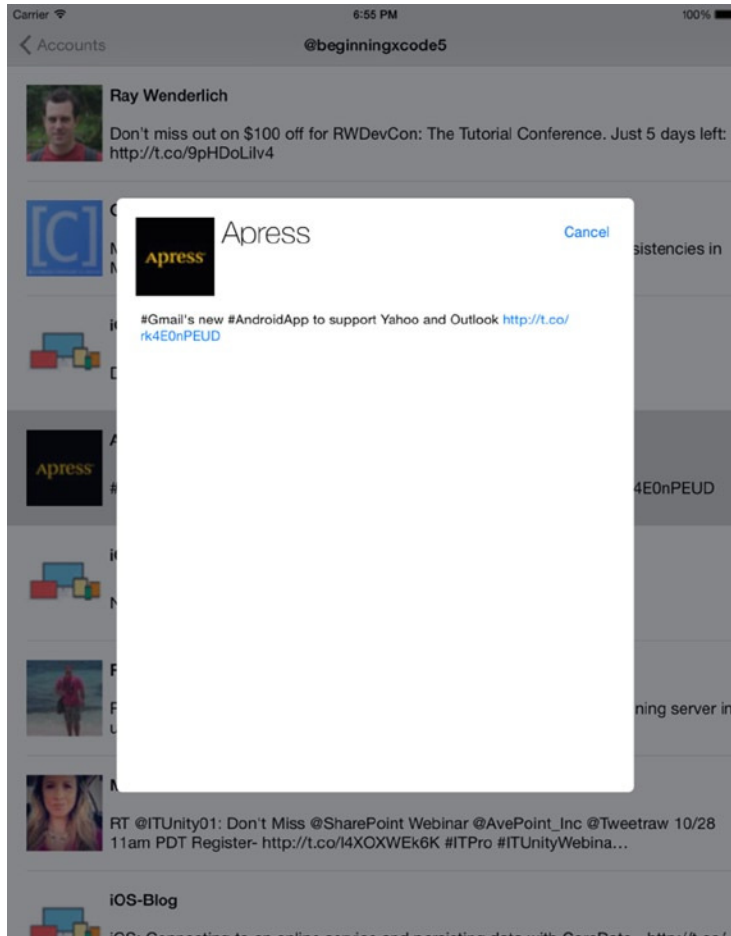 Carrier 6:55 PM 100%
Accounts @beginningxcode5
Ray Wenderlich
Don't miss out on $100 off for RWDevCon: The Tutorial Conference. Just 5 days left:
http://t.co/9pHDoLilv4
[C]
sistencies in
Apress
Apress Cancel
#Gmail's new #AndroidApp to support Yahoo and Outlook http://t.co/
rk4E0nPEUD
Apress
4E0nPEUD
ning server in
RT @ITUnity01: Don't Miss @SharePoint Webinar @AvePoint_Inc @Tweetraw 10/28
11am PDT Register- http://t.co/l4XOXWEk6K #ITPro #ITUnityWebina...
iOS-Blog